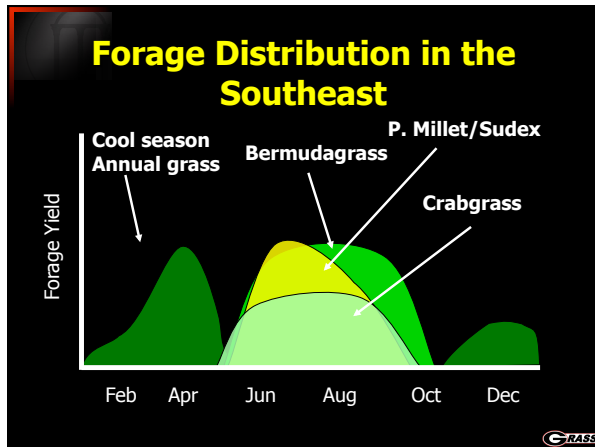 Forage Distribution in the
Southeast
Cool season
Annual grass
Bermudagrass
P. Millet/Sudex
Crabgrass
Forage Yield
Feb Apr Jun Aug Oct Dec
GRASS